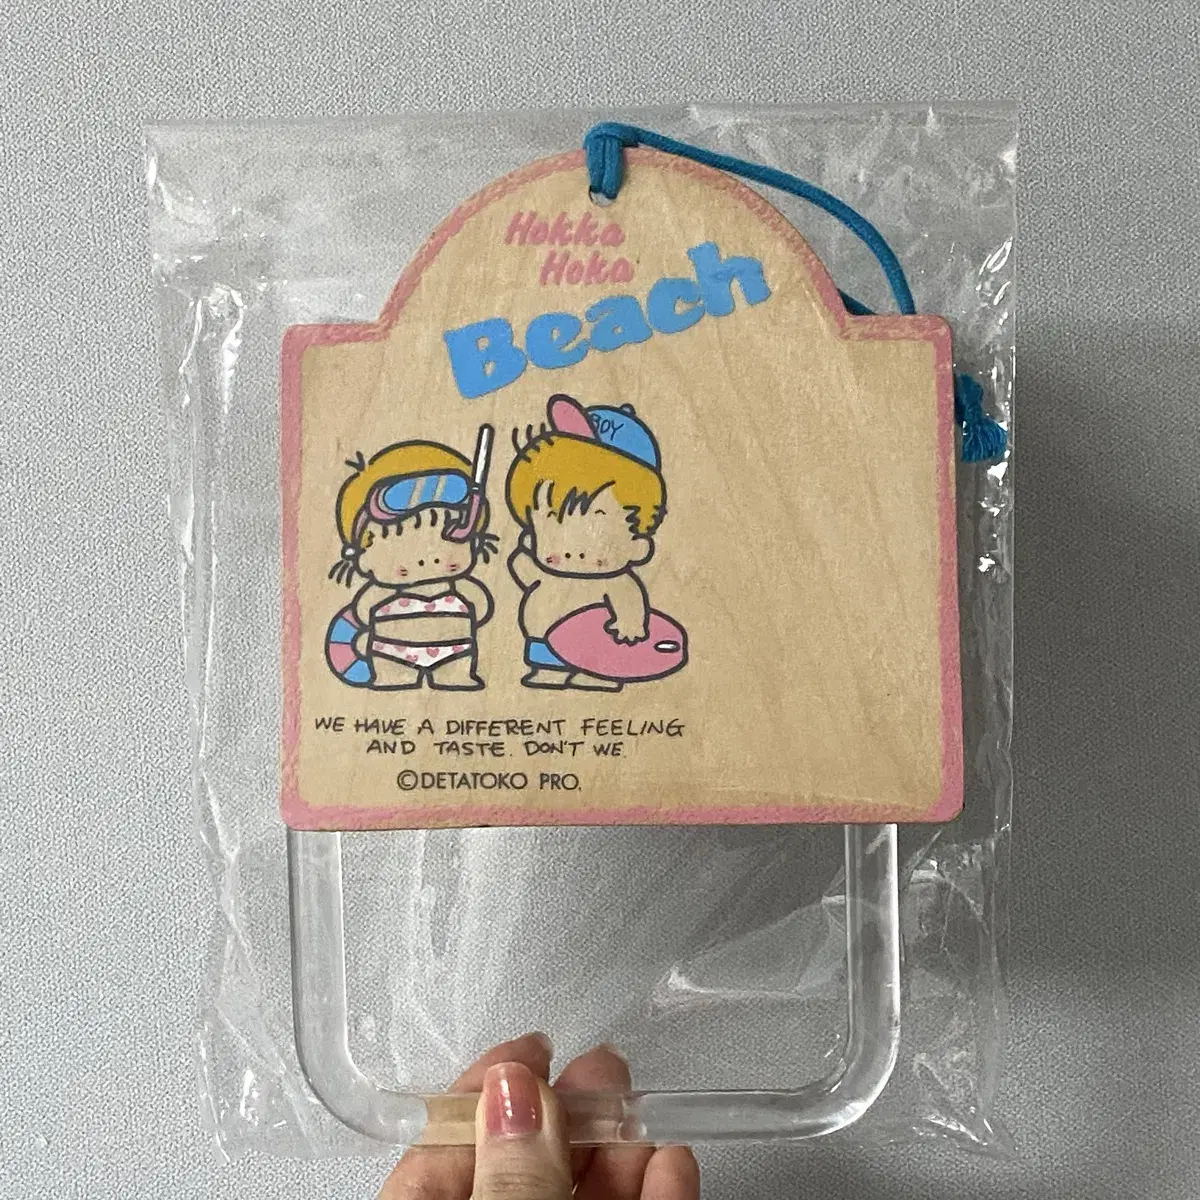 Hokka
Hoka
Beach
BOY
WE HAVE A DIFFERENT FEELING
AND TASTE. DON'T WE.
©DETATOKO PRO.